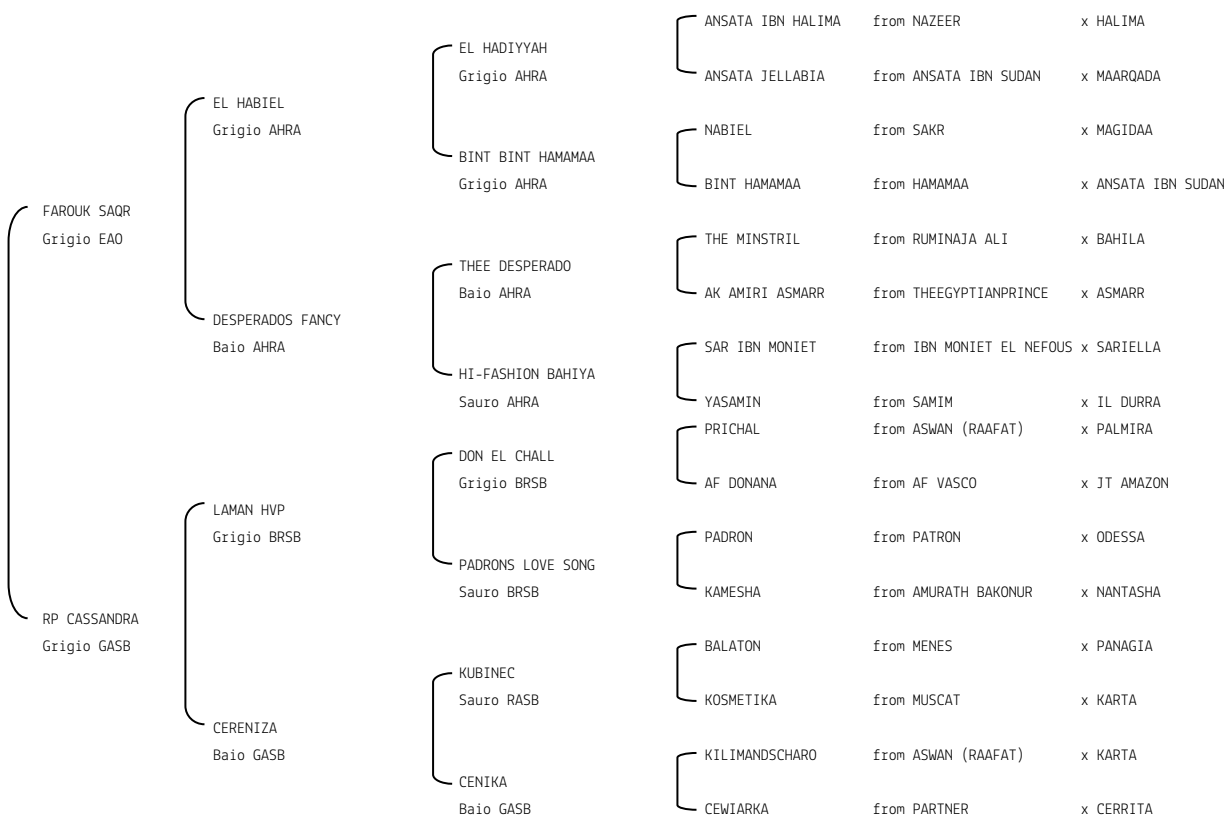 ANSATA IBN HALIMA from NAZEER x HALIMA
EL HADIYYAH
Grigio AHRA ANSATA JELLABIA from ANSATA IBN SUDAN x MAARQADA
EL HABIEL
Grigio AHRA NABIEL from SAKR x MAGIDAA
BINT BINT HAMAMAA
Grigio AHRA BINT HAMAMAA from HAMAMAA x ANSATA IBN SUDAN
FAROUK SAQR
Grigio EAO THE MINSTRIL from RUMINAJA ALI x BAHILA
THEE DESPERADO
Baio AHRA AK AMIRI ASMARR from THEEGYPTIANPRINCE x ASMARR
DESPERADOS FANCY
Baio AHRA SAR IBN MONIET from IBN MONIET EL NEFOUS x SARIELLA
HI-FASHION BAHIYA
Sauro AHRA YASAMIN from SAMIM x IL DURRA
PRICHAL from ASWAN (RAAFAT) x PALMIRA
DON EL CHALL
Grigio BRSB AF DONANA from AF VASCO x JT AMAZON
LAMAN HVP
Grigio BRSB PADRON from PATRON x ODESSA
PADRONS LOVE SONG
Sauro BRSB KAMESHA from AMURATH BAKONUR x NANTASHA
RP CASSANDRA
Grigio GASB BALATON from MENES x PANAGIA
KUBINEC
Sauro RASB KOSMETIKA from MUSCAT x KARTA
CERENIZA
Baio GASB KILIMANDSCHARO from ASWAN (RAAFAT) x KARTA
CENIKA
Baio GASB CEWIARKA from PARTNER x CERRITA